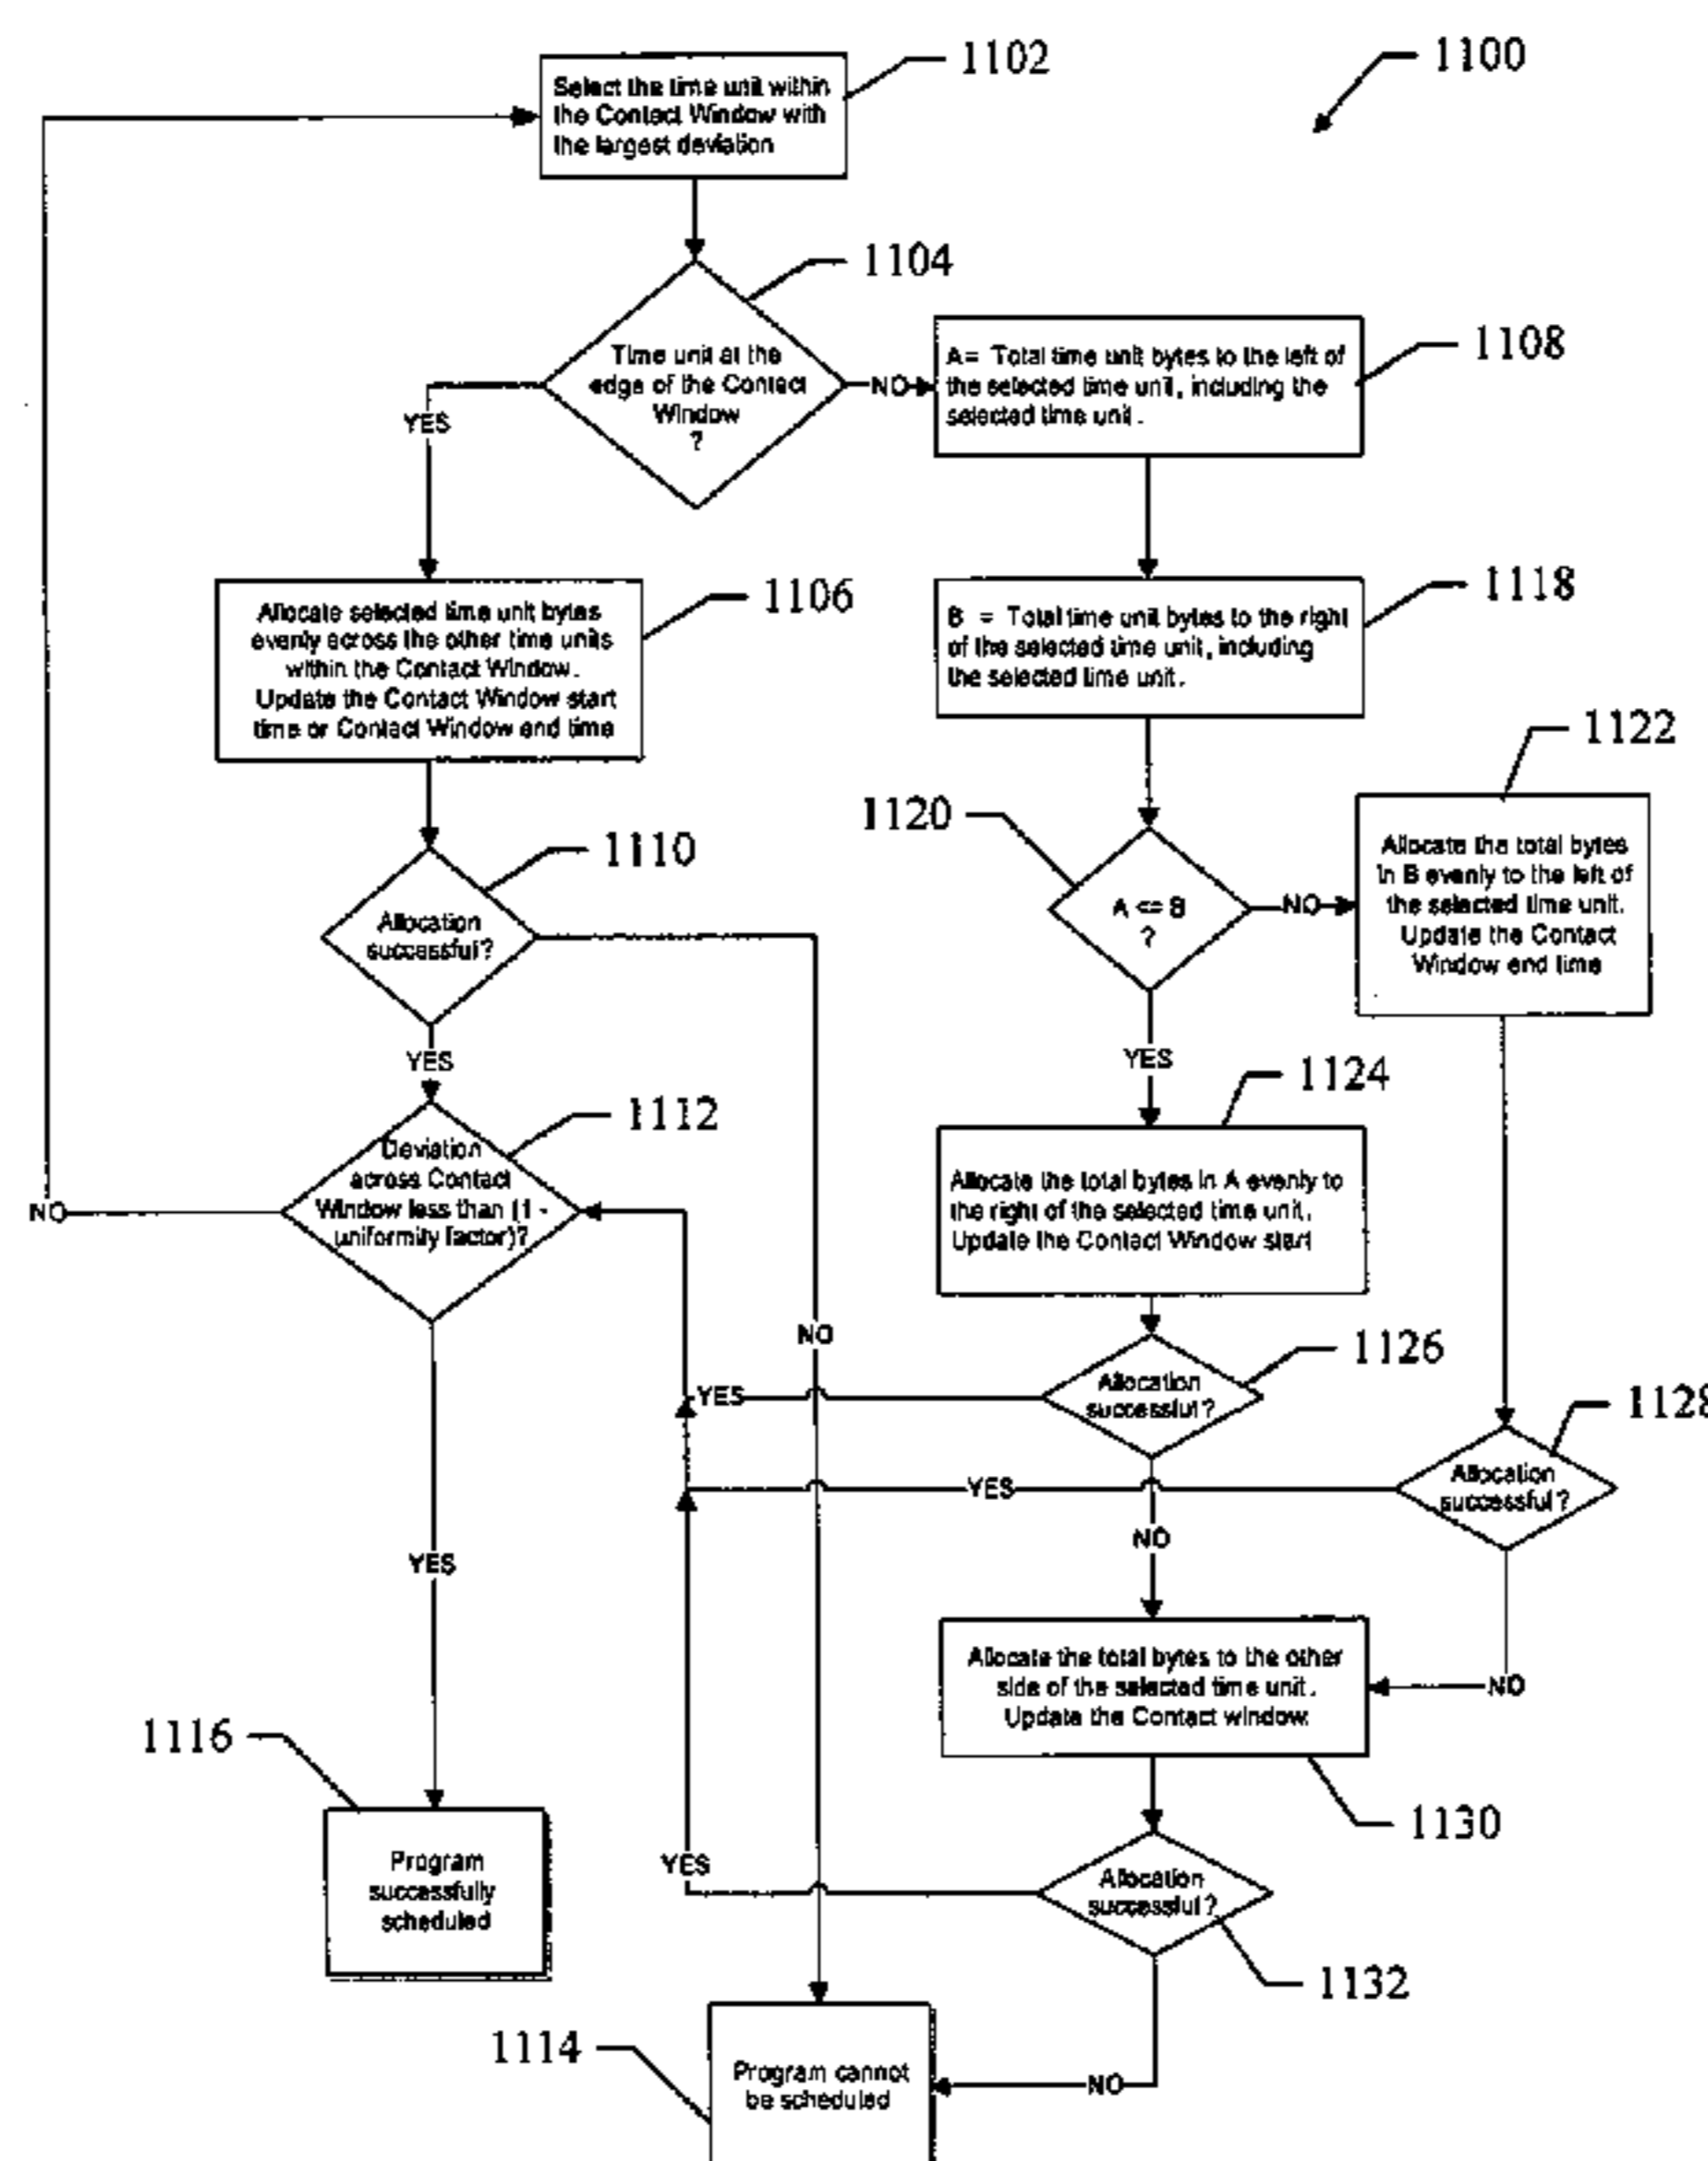 1102
1100
Select the time unit within
the Contact Window with
the largest deviation
1104
Time unit at the
edge of the Contact
Window
?
YES
NO
A = Total time unit bytes to the left of
the selected time unit, including the
selected time unit.
1108
Allocate selected time unit bytes
evenly across the other time units
within the Contact Window.
Update the Contact Window start
time or Contact Window end time
1106
B = Total time unit bytes to the right
of the selected time unit, including
the selected time unit.
1118
1110
Allocation
successful?
YES
NO
1120
A <= B
?
NO
YES
1122
Allocate the total bytes
in B evenly to the left of
the selected time unit.
Update the Contact
Window end time
1112
Deviation
across Contact
Window less than (1 -
uniformity factor)?
NO
YES
1124
Allocate the total bytes in A evenly to
the right of the selected time unit.
Update the Contact Window start
1126
Allocation
successful?
YES
NO
1128
Allocation
successful?
YES
NO
Allocate the total bytes to the other
side of the selected time unit.
Update the Contact window.
1130
1116
Program
successfully
scheduled
Allocation
successful?
YES
NO
1132
1114
Program cannot
be scheduled